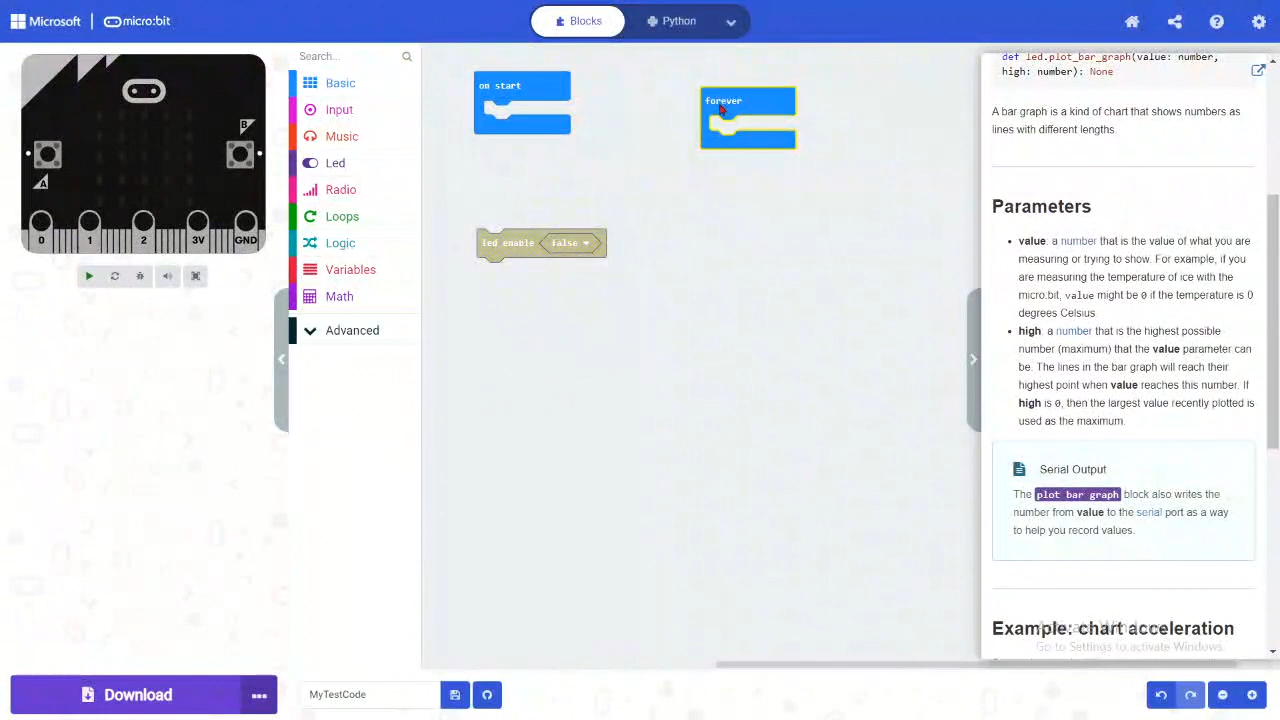 Microsoft
micro:bit
Blocks
Python
Search...
Basic
Input
Music
Led
Radio
Loops
Logic
Variables
Math
Advanced
B
A
0 1 2 3V GND
on start
forever
led enable false
def led.plot_bar_graph(value: number,
high: number): None
A bar graph is a kind of chart that shows numbers as
lines with different lengths.
Parameters
• value: a number that is the value of what you are
measuring or trying to show. For example, if you
are measuring the temperature of ice with the
micro:bit, value might be 0 if the temperature is 0
degrees Celsius.
• high: a number that is the highest possible
number (maximum) that the value parameter can
be. The lines in the bar graph will reach their
highest point when value reaches this number. If
high is 0, then the largest value recently plotted is
used as the maximum.
Serial Output
The plot bar graph block also writes the
number from value to the serial port as a way
to help you record values.
Example: chart acceleration
Activate Windows
Go to Settings to activate Windows.
Download
MyTestCode